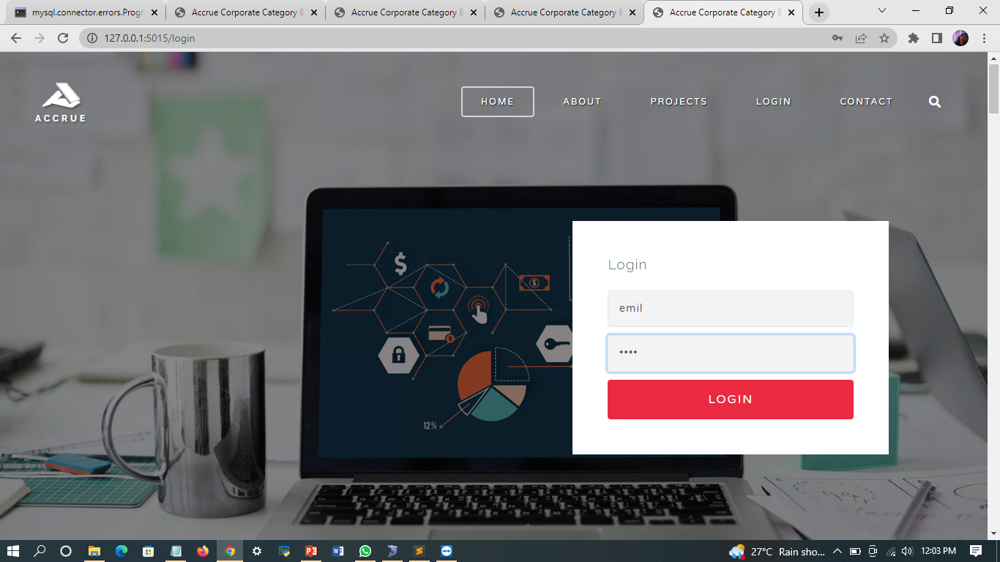 mysql.connector.errors.Progr
Accrue Corporate Category B
Accrue Corporate Category B
Accrue Corporate Category B
Accrue Corporate Category B
127.0.0.1:5015/login
ACCRUE
HOME
ABOUT
PROJECTS
LOGIN
CONTACT
$
$
$
12%
Login
emil
••••
LOGIN
27°C Rain sho...
12:03 PM